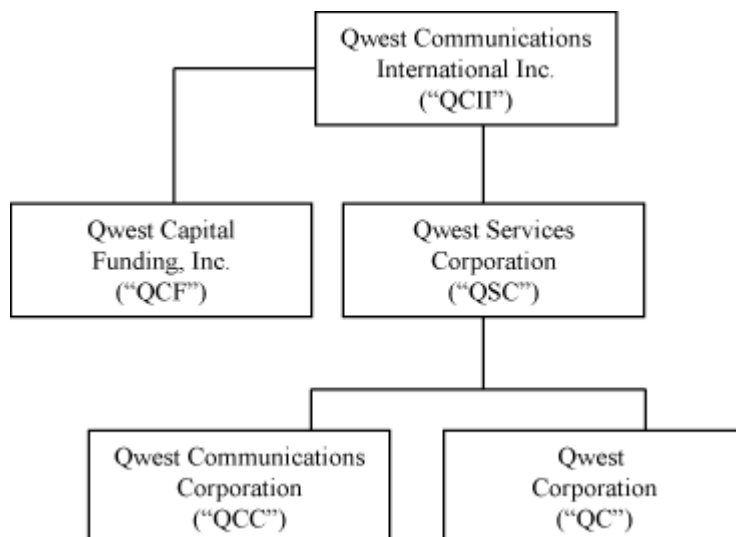 Qwest Communications
International Inc.
(“QCII”)
Qwest Capital
Funding, Inc.
(“QCF”)
Qwest Services
Corporation
(“QSC”)
Qwest Communications
Corporation
(“QCC”)
Qwest
Corporation
(“QC”)